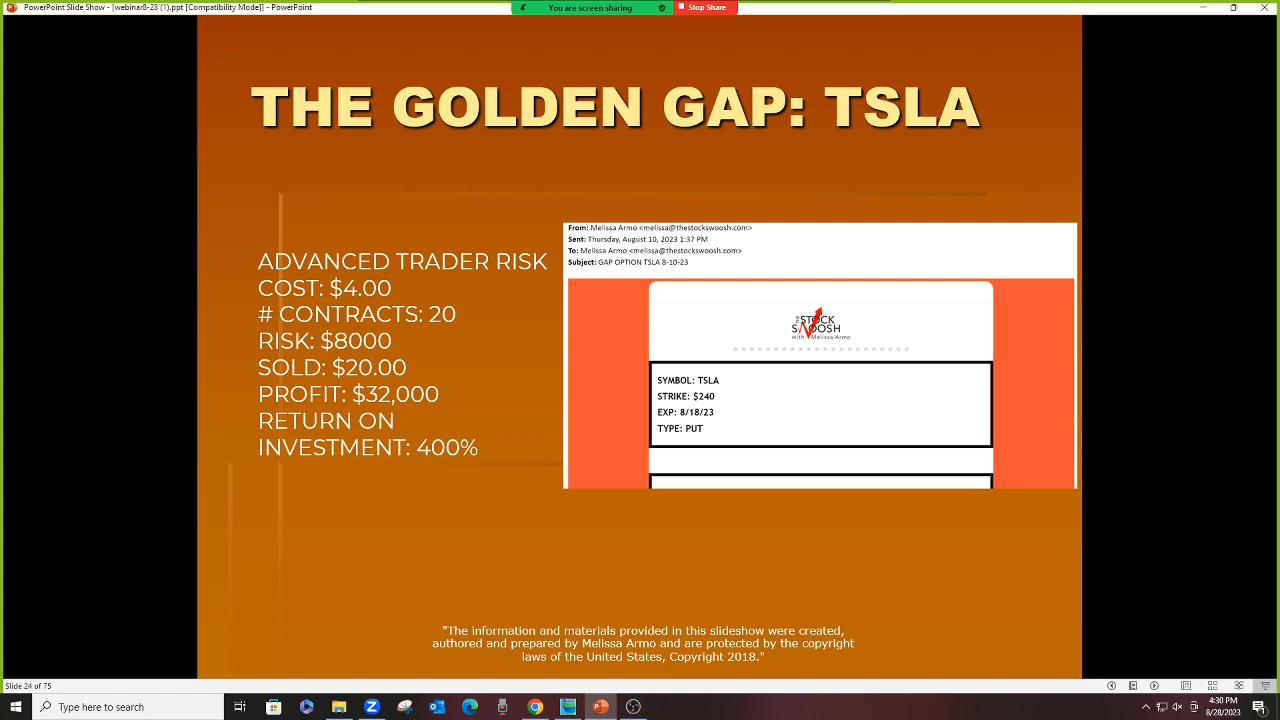 PowerPoint Slide Show - [webinar8-28 (1).ppt [Compatibility Mode]] - PowerPoint
You are screen sharing
Stop Share
THE GOLDEN GAP: TSLA
ADVANCED TRADER RISK
COST: $4.00
# CONTRACTS: 20
RISK: $8000
SOLD: $20.00
PROFIT: $32,000
RETURN ON
INVESTMENT: 400%
From: Melissa Armo <melissa@thestockswoosh.com>
Sent: Thursday, August 10, 2023 1:37 PM
To: Melissa Armo <melissa@thestockswoosh.com>
Subject: GAP OPTION TSLA 8-10-23
THE STOCK
SWOOSH
with Melissa Armo
SYMBOL: TSLA
STRIKE: $240
EXP: 8/18/23
TYPE: PUT
"The information and materials provided in this slideshow were created,
authored and prepared by Melissa Armo and are protected by the copyright
laws of the United States, Copyright 2018."
Slide 24 of 75
Type here to search
4:30 PM
8/28/2023